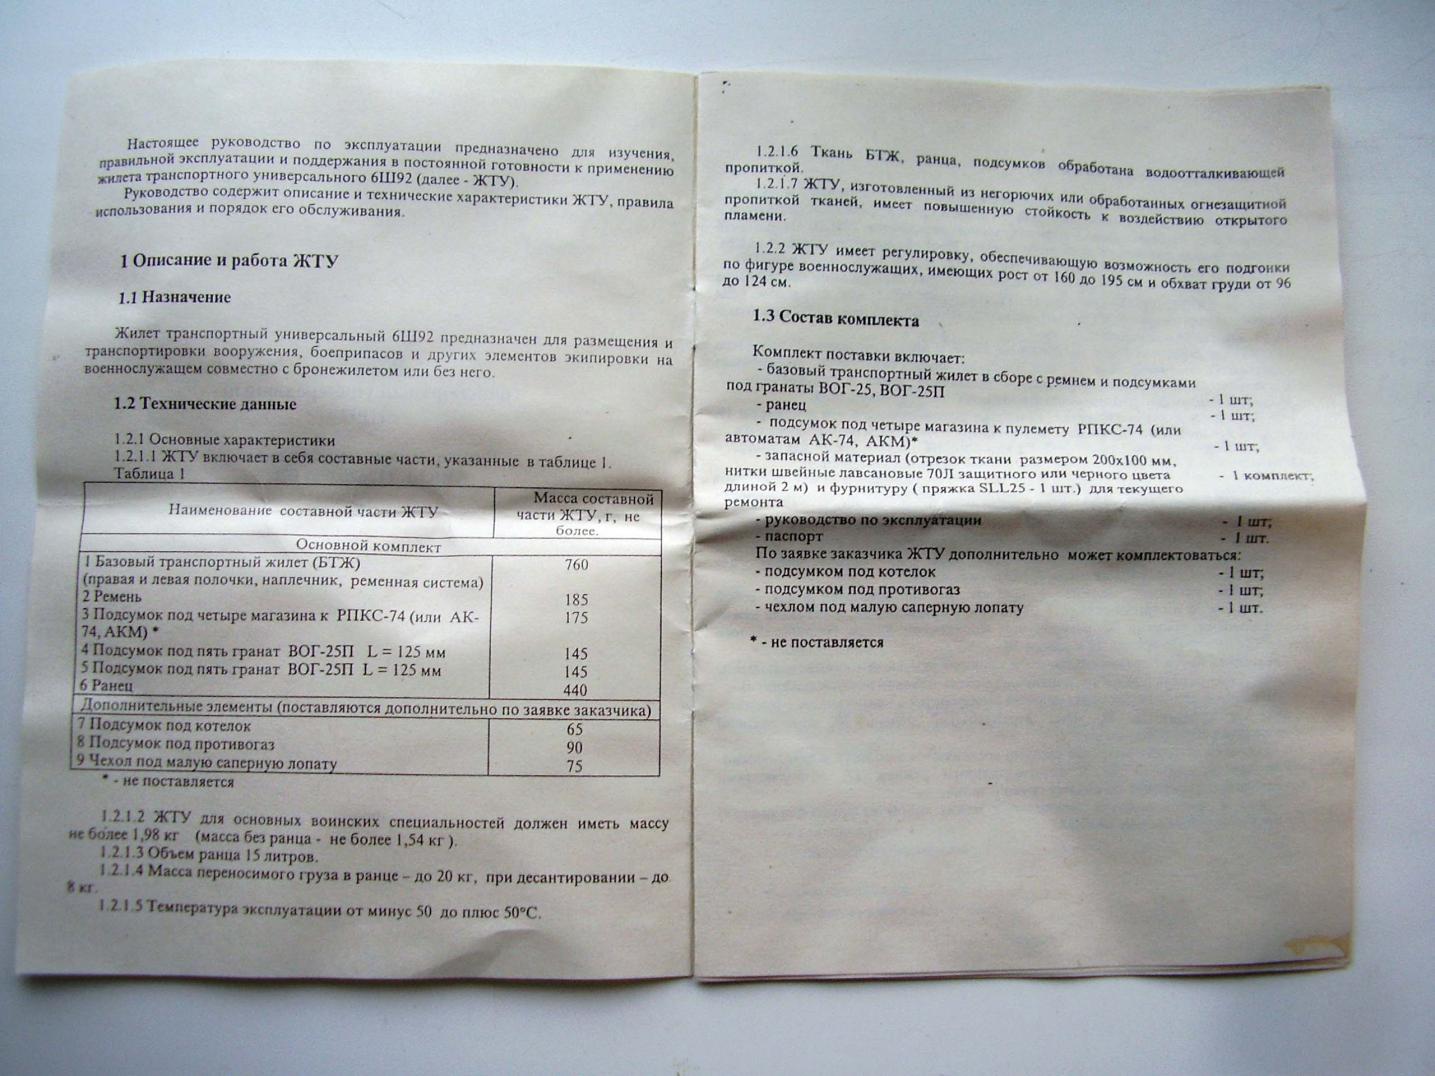 Настоящее руководство по эксплуатации предназначено для изучения,
правильной эксплуатации и поддержания в постоянной готовности к применению
жилета транспортного универсального 6Ш92 (далее - ЖТУ).
Руководство содержит описание и технические характеристики ЖТУ, правила
использования и порядок его обслуживания.
1 Описание и работа ЖТУ
1.1 Назначение
Жилет транспортный универсальный 6Ш92 предназначен для размещения и
транспортировки вооружения, боеприпасов и других элементов экипировки на
военнослужащем совместно с бронежилетом или без него.
1.2 Технические данные
1.2.1 Основные характеристики
1.2.1.1 ЖТУ включает в себя составные части, указанные в таблице 1.
Таблица 1
Наименование составной части ЖТУ
Масса составной
части ЖТУ, г, не
более.
Основной комплект
1 Базовый транспортный жилет (БТЖ) 760
(правая и левая полочки, наплечник, ременная система)
2 Ремень 185
3 Подсумок под четыре магазина к РПКС-74 (или АК- 175
74, АКМ) *
4 Подсумок под пять гранат ВОГ-25П L = 125 мм 145
5 Подсумок под пять гранат ВОГ-25П L = 125 мм 145
6 Ранец 440
Дополнительные элементы (поставляются дополнительно по заявке заказчика)
7 Подсумок под котелок 65
8 Подсумок под противогаз 90
9 Чехол под малую саперную лопату 75
* - не поставляется
1.2.1.2 ЖТУ для основных воинских специальностей должен иметь массу
не более 1,98 кг (масса без ранца - не более 1,54 кг ).
1.2.1.3 Объем ранца 15 литров.
1.2.1.4 Масса переносимого груза в ранце – до 20 кг, при десантировании – до
8 кг.
1.2.1.5 Температура эксплуатации от минус 50 до плюс 50°С.
1.2.1.6 Ткань БТЖ, ранца, подсумков обработана водоотталкивающей
пропиткой.
1.2.1.7 ЖТУ, изготовленный из негорючих или обработанных огнезащитной
пропиткой тканей, имеет повышенную стойкость к воздействию открытого
пламени.
1.2.2 ЖТУ имеет регулировку, обеспечивающую возможность его подгонки
по фигуре военнослужащих, имеющих рост от 160 до 195 см и обхват груди от 96
до 124 см.
1.3 Состав комплекта
Комплект поставки включает:
- базовый транспортный жилет в сборе с ремнем и подсумками
под гранаты ВОГ-25, ВОГ-25П - 1 шт;
- ранец - 1 шт;
- подсумок под четыре магазина к пулемету РПКС-74 (или
автоматам АК-74, АКМ)* - 1 шт;
- запасной материал (отрезок ткани размером 200х100 мм,
нитки швейные лавсановые 70Л защитного или черного цвета - 1 комплект;
длиной 2 м) и фурнитуру ( пряжка SLL25 - 1 шт.) для текущего
ремонта
- руководство по эксплуатации - 1 шт;
- паспорт - 1 шт.
По заявке заказчика ЖТУ дополнительно может комплектоваться:
- подсумком под котелок - 1 шт;
- подсумком под противогаз - 1 шт;
- чехлом под малую саперную лопату - 1 шт.
* - не поставляется